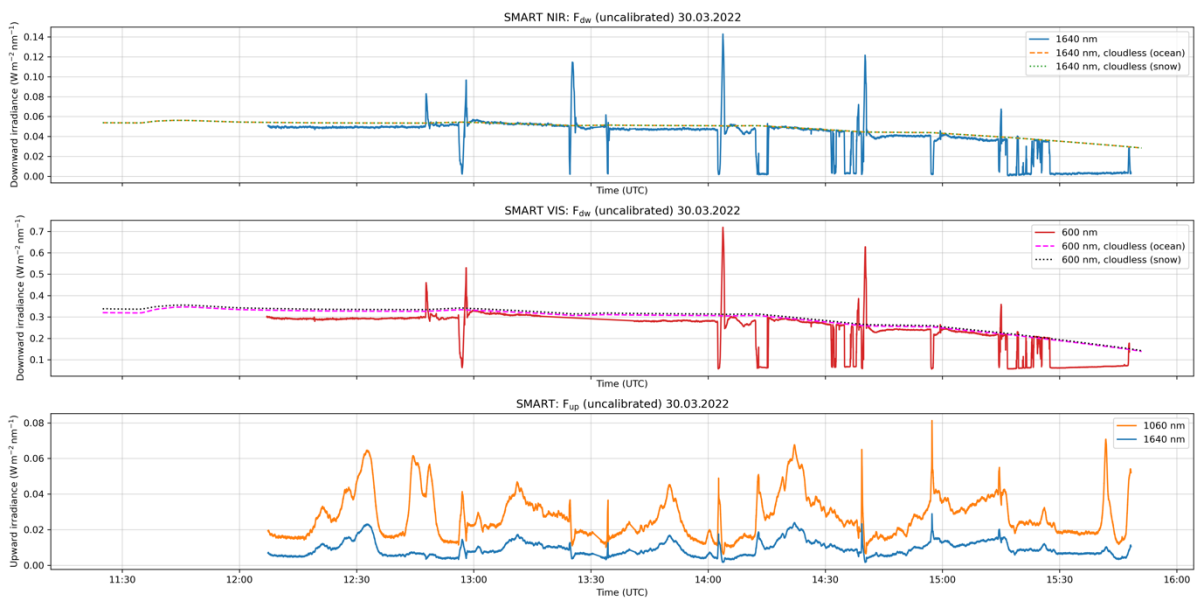 SMART NIR: Fdw (uncalibrated) 30.03.2022
Downward irradiance (W m−2 nm−1)
0.14
0.12
0.10
0.08
0.06
0.04
0.02
0.00
1640 nm
1640 nm, cloudless (ocean)
1640 nm, cloudless (snow)
Time (UTC)
SMART VIS: Fdw (uncalibrated) 30.03.2022
Downward irradiance (W m−2 nm−1)
0.7
0.6
0.5
0.4
0.3
0.2
0.1
600 nm
600 nm, cloudless (ocean)
600 nm, cloudless (snow)
Time (UTC)
SMART: Fup (uncalibrated) 30.03.2022
Upward irradiance (W m−2 nm−1)
0.08
0.06
0.04
0.02
0.00
1060 nm
1640 nm
11:30 12:00 12:30 13:00 13:30 14:00 14:30 15:00 15:30 16:00
Time (UTC)